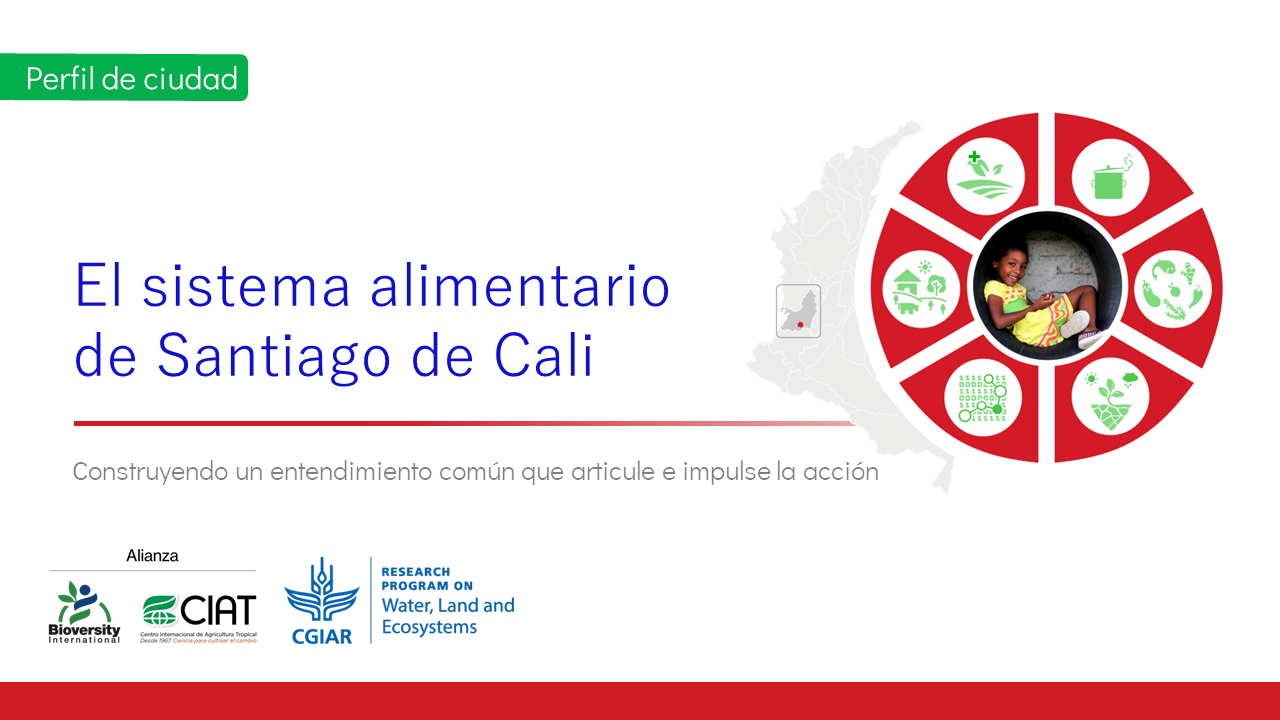 Perfil de ciudad
El sistema alimentario
de Santiago de Cali
Construyendo un entendimiento común que articule e impulse la acción
Alianza
Bioversity
International
CIAT
Centro Internacional de Agricultura Tropical
Desde 1967 Ciencia para cultivar el cambio
CGIAR
RESEARCH
PROGRAM ON
Water, Land and
Ecosystems